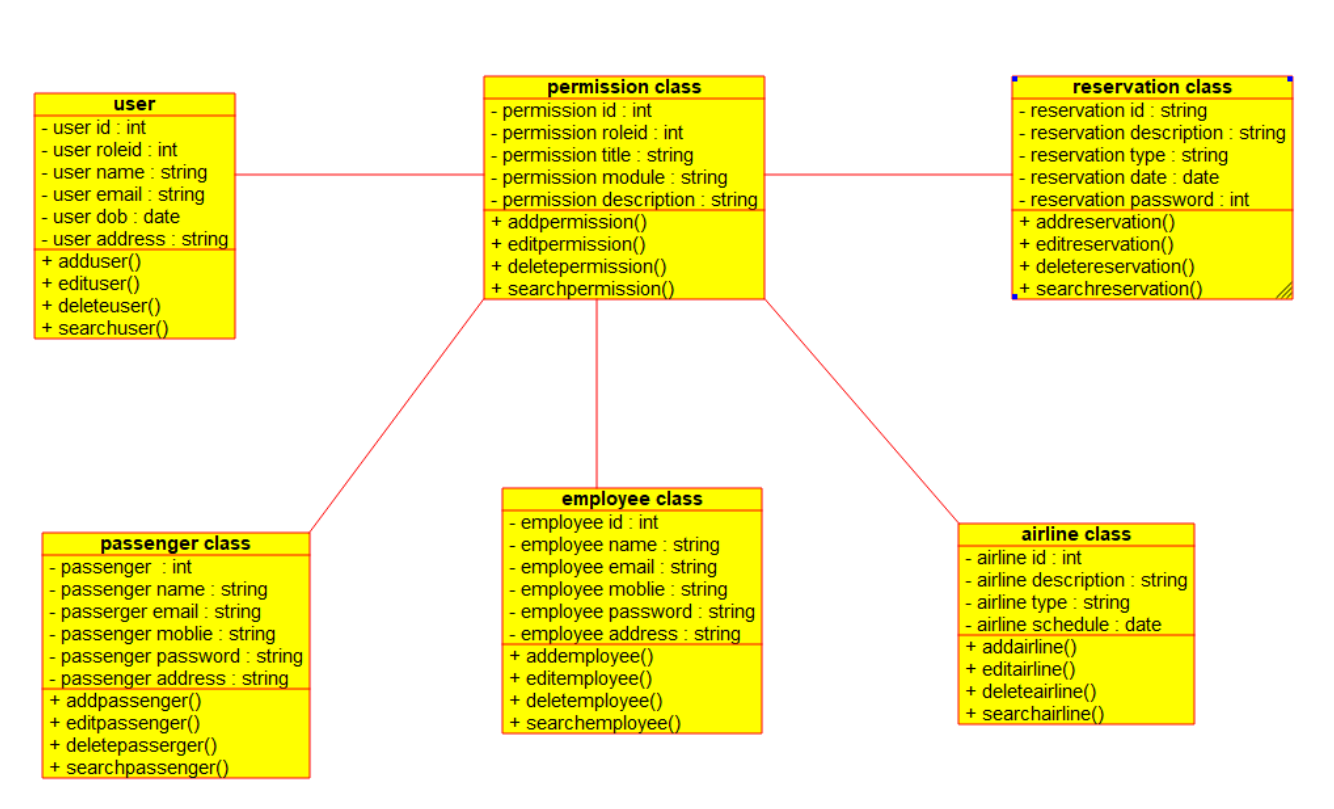 user
- user id : int
- user roleid : int
- user name : string
- user email : string
- user dob : date
- user address : string
+ adduser()
+ edituser()
+ deleteuser()
+ searchuser()
permission class
- permission id : int
- permission roleid : int
- permission title : string
- permission module : string
- permission description : string
+ addpermission()
+ editpermission()
+ deletepermission()
+ searchpermission()
reservation class
- reservation id : string
- reservation description : string
- reservation type : string
- reservation date : date
- reservation password : int
+ addreservation()
+ editreservation()
+ deletereservation()
+ searchreservation()
passenger class
- passenger  : int
- passenger name : string
- passerger email : string
- passenger moblie : string
- passenger password : string
- passenger address : string
+ addpassenger()
+ editpassenger()
+ deletepasserger()
+ searchpassenger()
employee class
- employee id : int
- employee name : string
- employee email : string
- employee moblie : string
- employee password : string
- employee address : string
+ addemployee()
+ editemployee()
+ deletemployee()
+ searchemployee()
airline class
- airline id : int
- airline description : string
- airline type : string
- airline schedule : date
+ addairline()
+ editairline()
+ deleteairline()
+ searchairline()